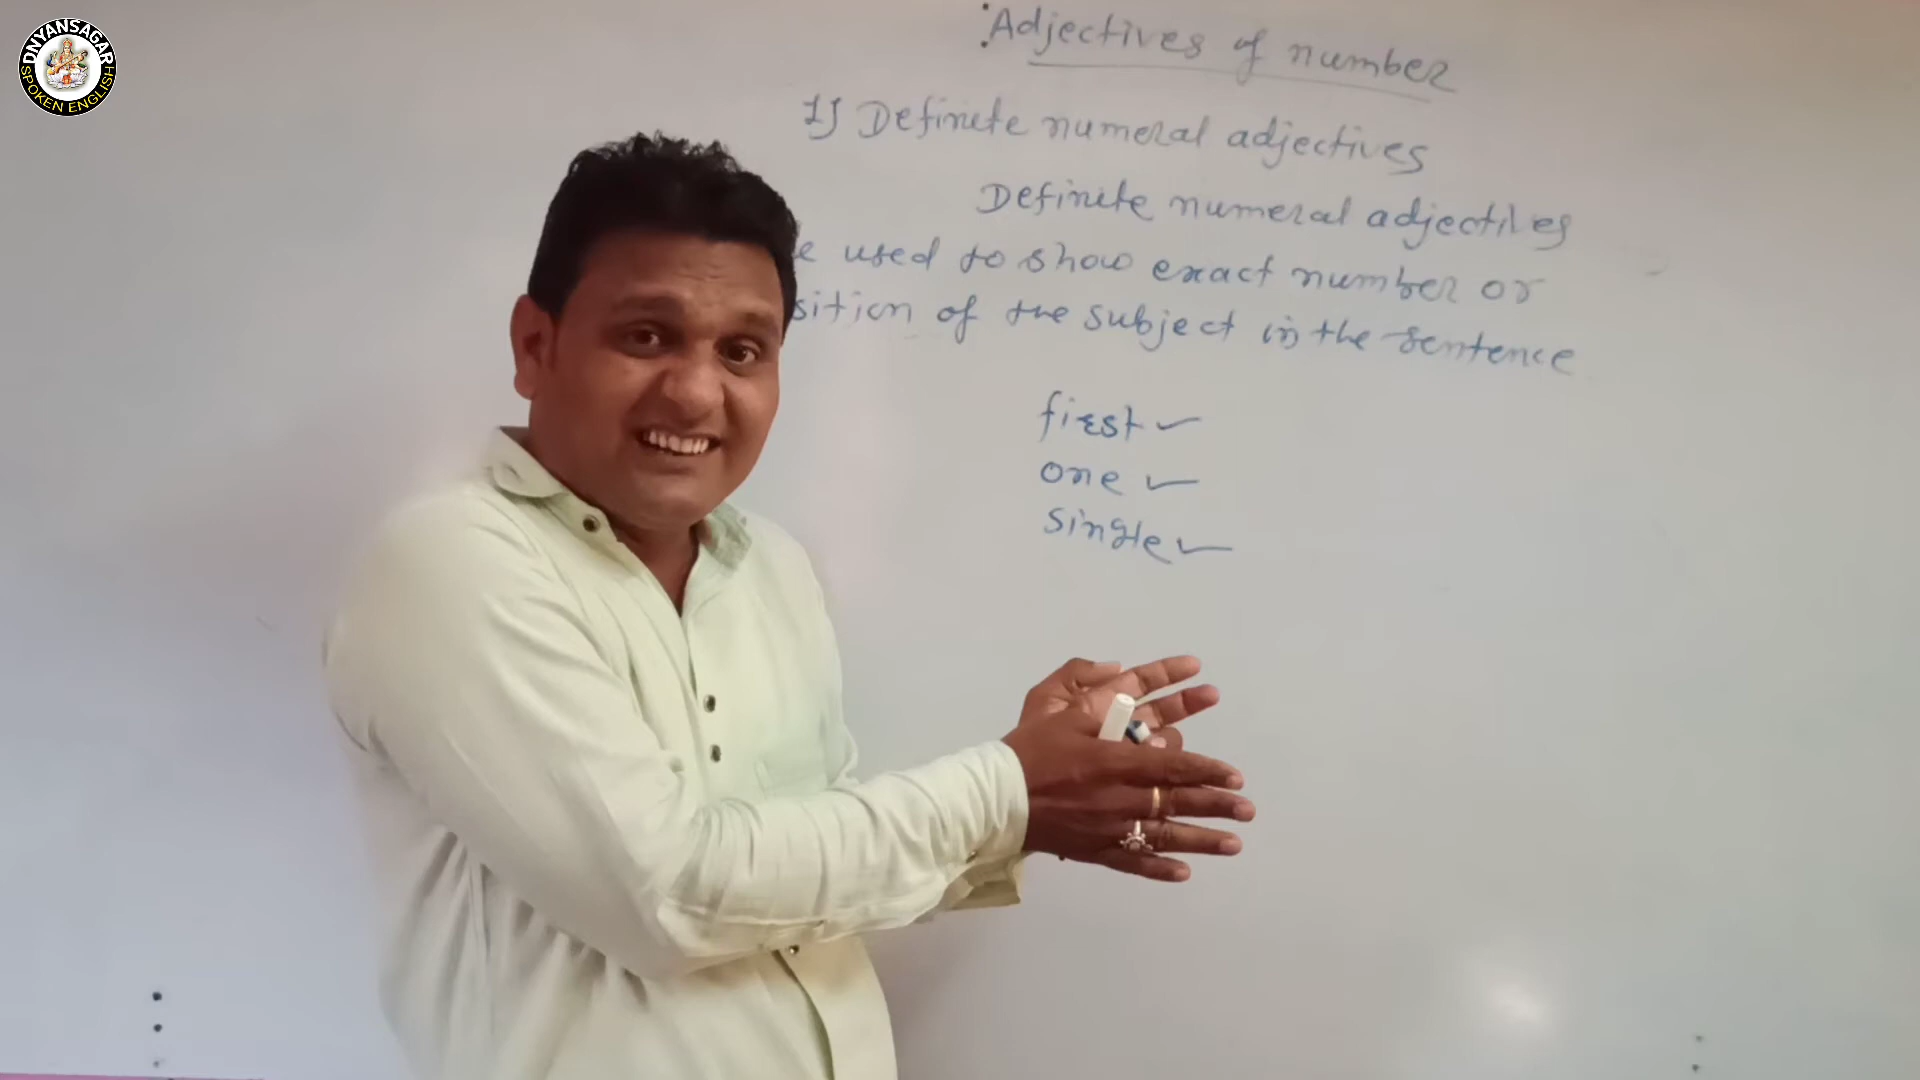 DNYANSAGAR
SPOKEN ENGLISH
:Adjectives of number
1) Definite numeral adjectives
Definite numeral adjectives
e used to show exact number or
sition of the subject in the sentence
first ✓
one ✓
single ✓